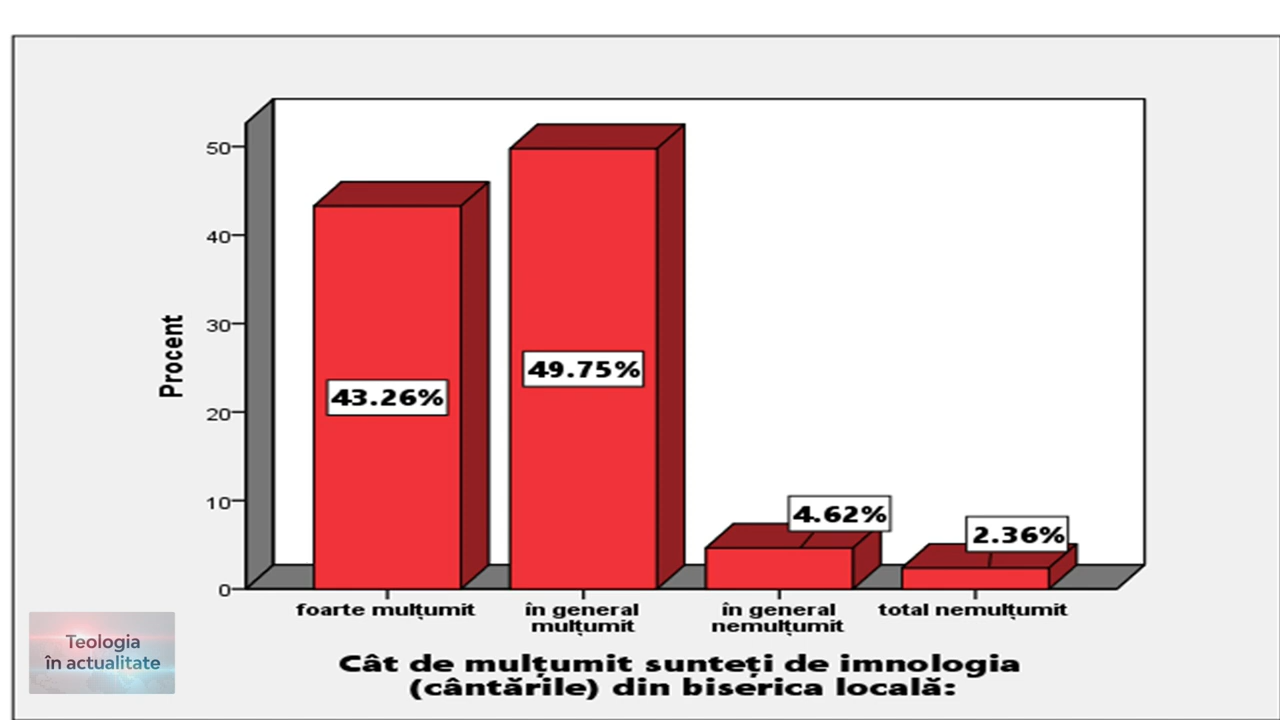 50
40
30
20
10
0
Procent
43.26%
49.75%
4.62%
2.36%
foarte mulțumit
în general
mulțumit
în general
nemulțumit
total nemulțumit
Cât de mulțumit sunteți de imnologia
(cântările) din biserica locală:
Teologia
în actualitate